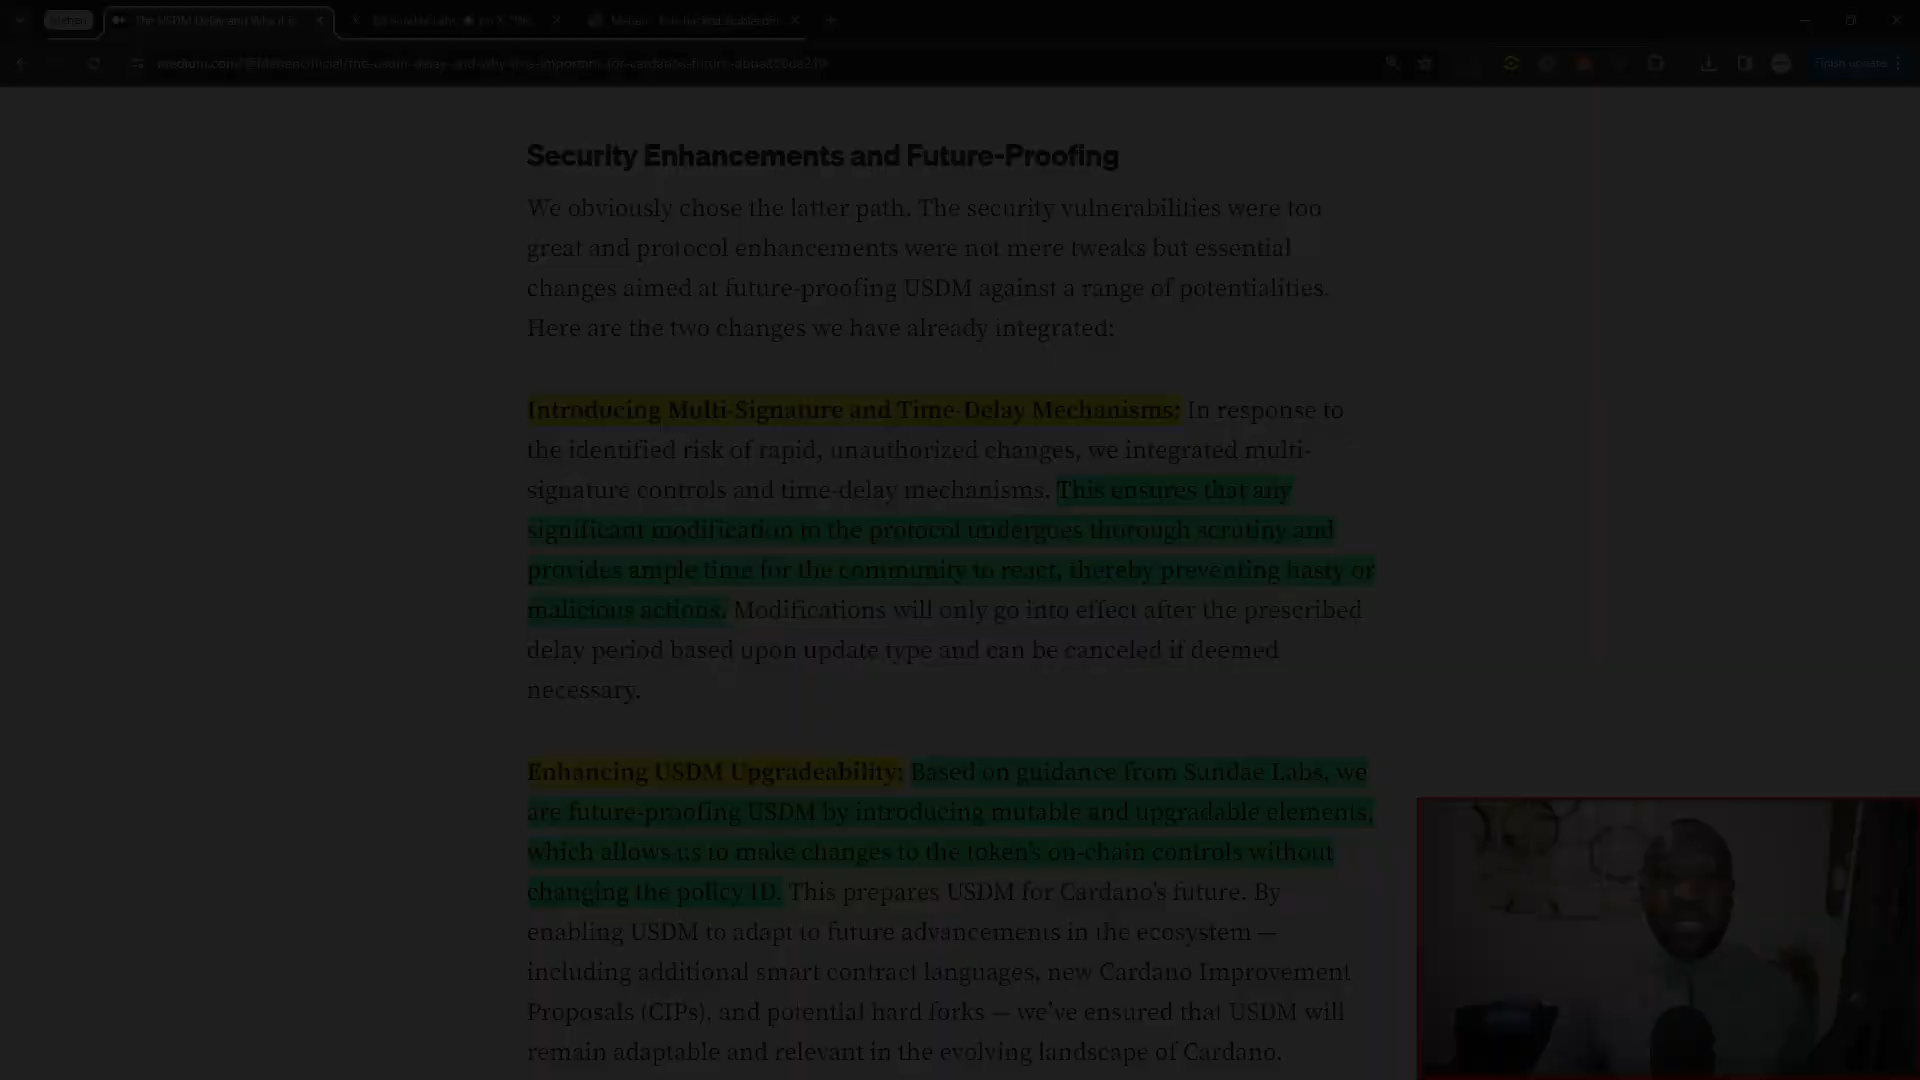 Mehen
The USDM Delay and Why it is
Security Enhancements and Future-Proofing
We obviously chose the latter path. The security vulnerabilities were too
great and protocol enhancements were not mere tweaks but essential
changes aimed at future-proofing USDM against a range of potentialities.
Here are the two changes we have already integrated:
Introducing Multi-Signature and Time-Delay Mechanisms: In response to
the identified risk of rapid, unauthorized changes, we integrated multi-
signature controls and time-delay mechanisms. This ensures that any
significant modification to the protocol undergoes thorough scrutiny and
provides ample time for the community to react, thereby preventing hasty or
malicious actions. Modifications will only go into effect after the prescribed
delay period based upon update type and can be canceled if deemed
necessary.
Enhancing USDM Upgradeability: Based on guidance from Sundae Labs, we
are future-proofing USDM by introducing mutable and upgradable elements,
which allows us to make changes to the token's on-chain controls without
changing the policy ID. This prepares USDM for Cardano's future. By
enabling USDM to adapt to future advancements in the ecosystem —
including additional smart contract languages, new Cardano Improvement
Proposals (CIPs), and potential hard forks — we've ensured that USDM will
remain adaptable and relevant in the evolving landscape of Cardano.